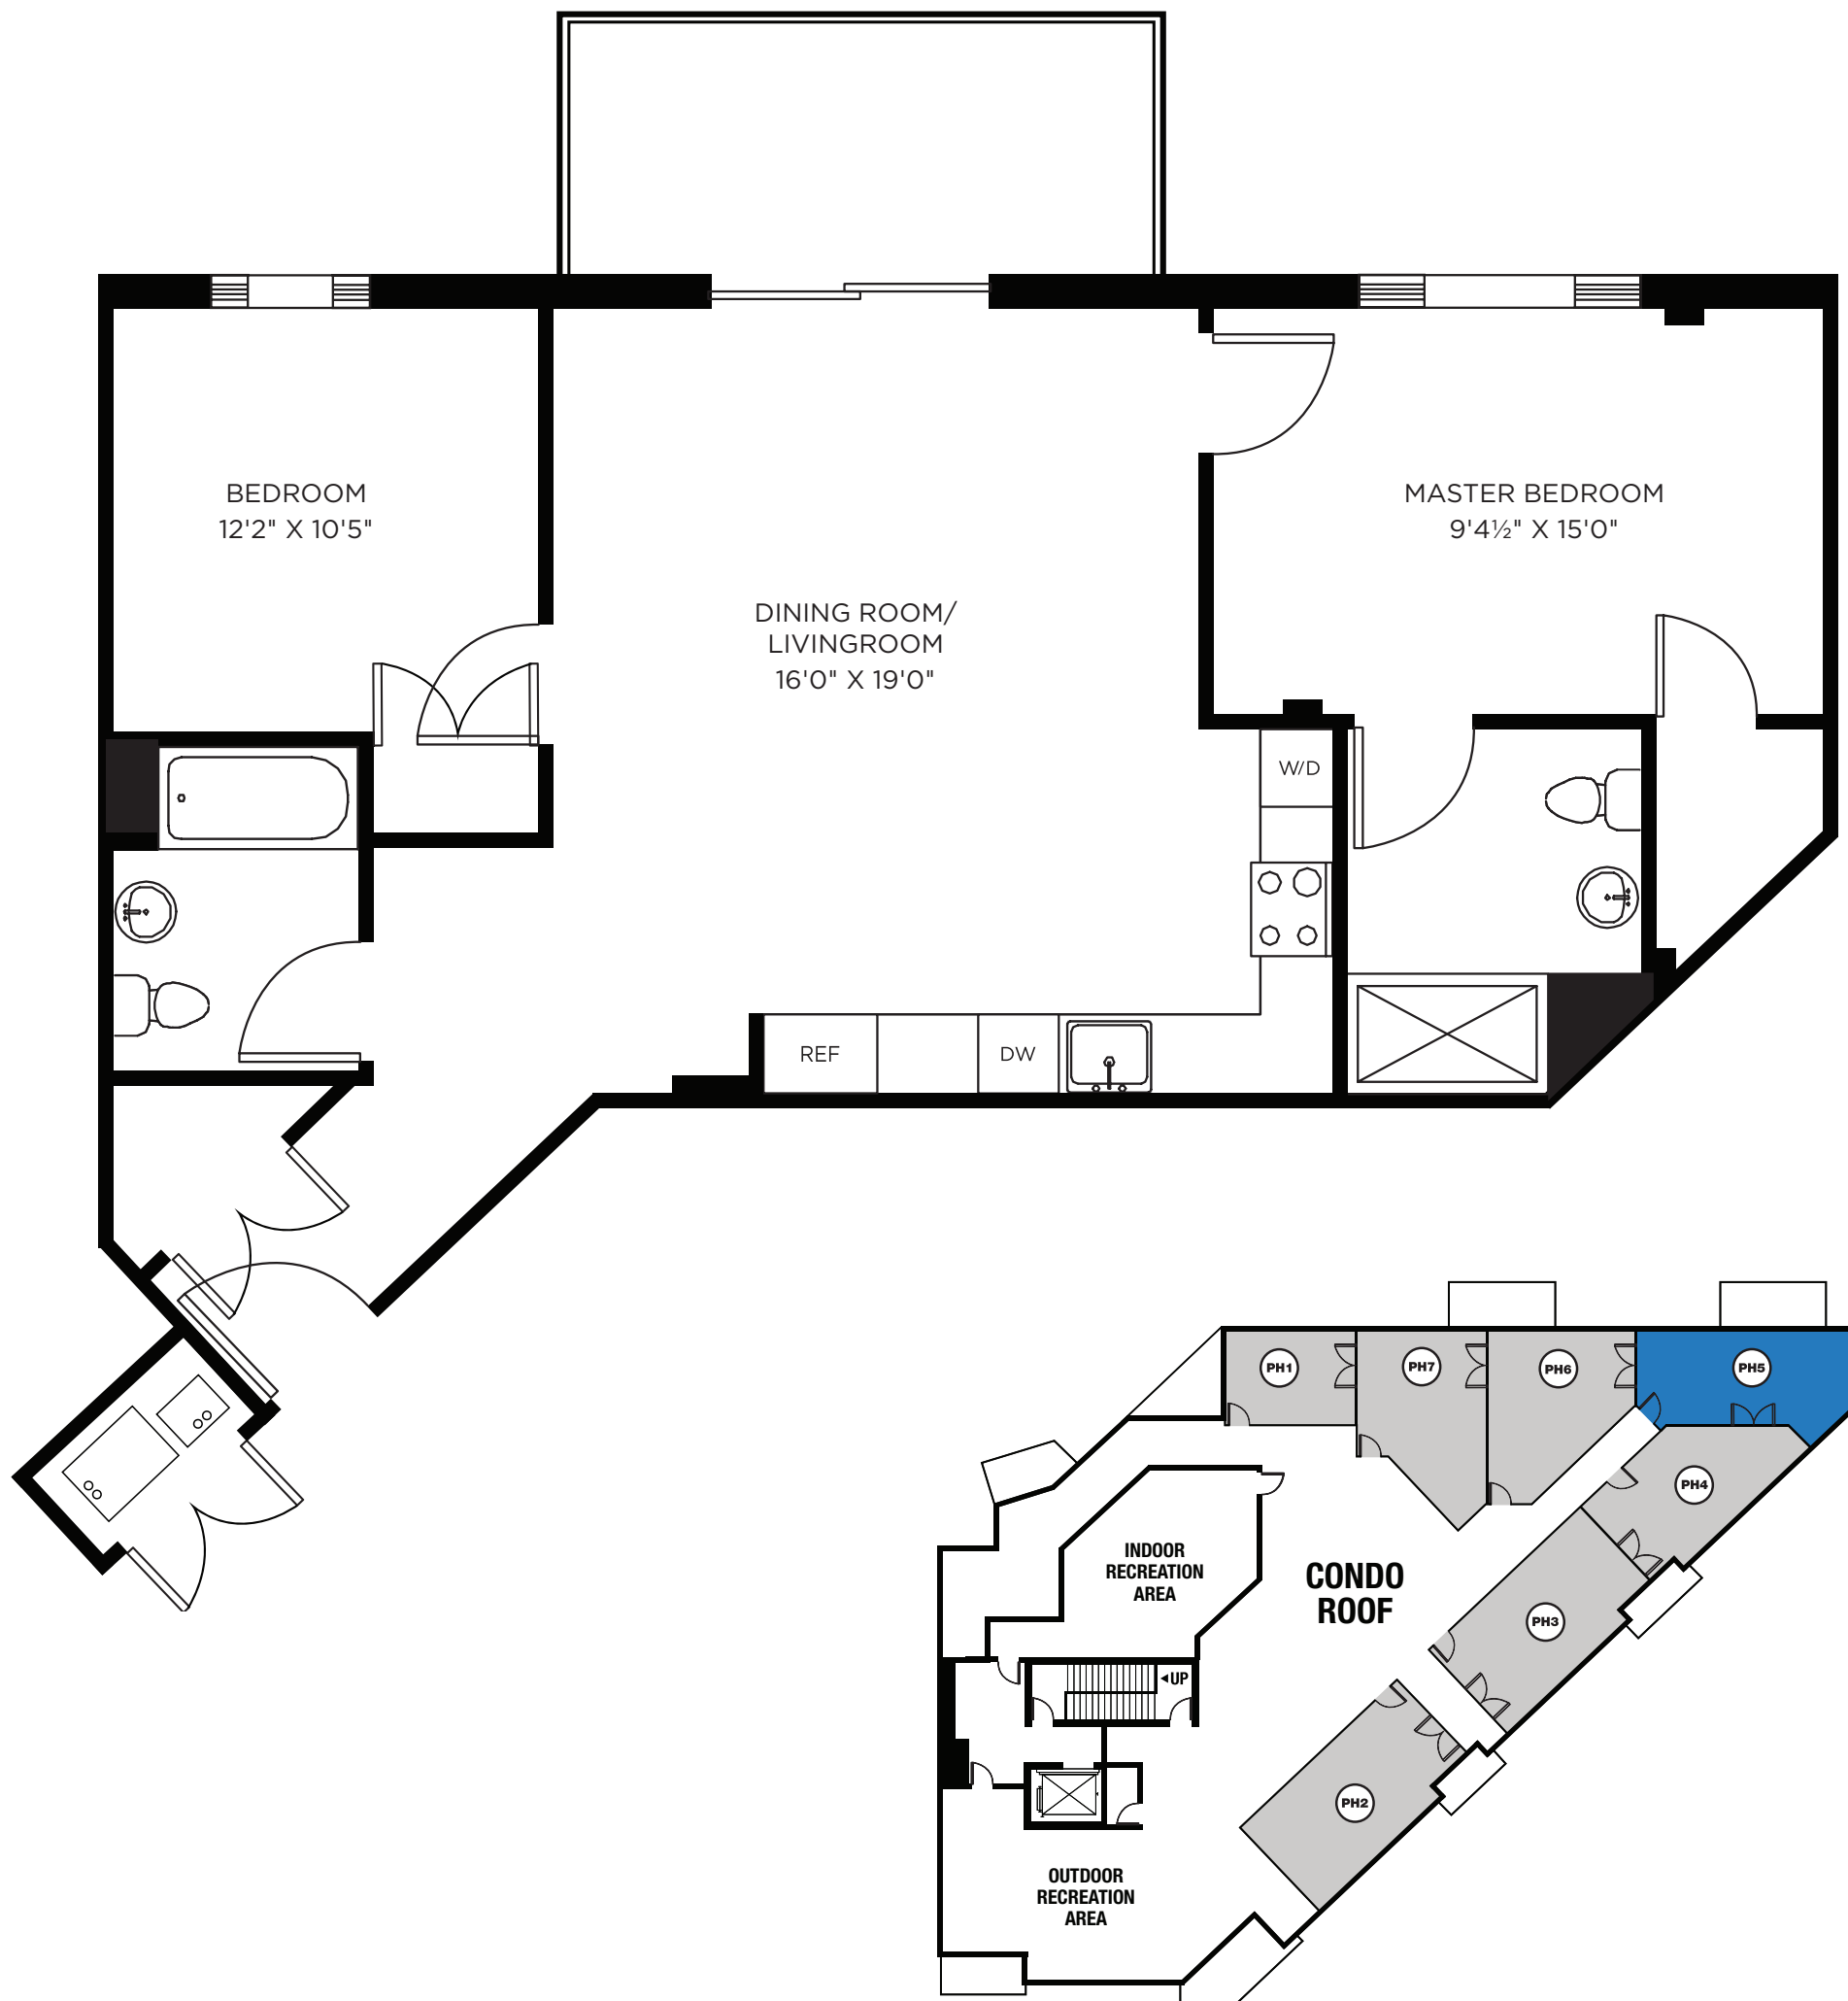 BEDROOM
12'2" X 10'5"
MASTER BEDROOM
9'4½" X 15'0"
DINING ROOM/
LIVINGROOM
16'0" X 19'0"
W/D
REF
DW
PH1
PH7
PH6
PH5
PH4
PH3
PH2
INDOOR
RECREATION
AREA
CONDO
ROOF
◄UP
OUTDOOR
RECREATION
AREA